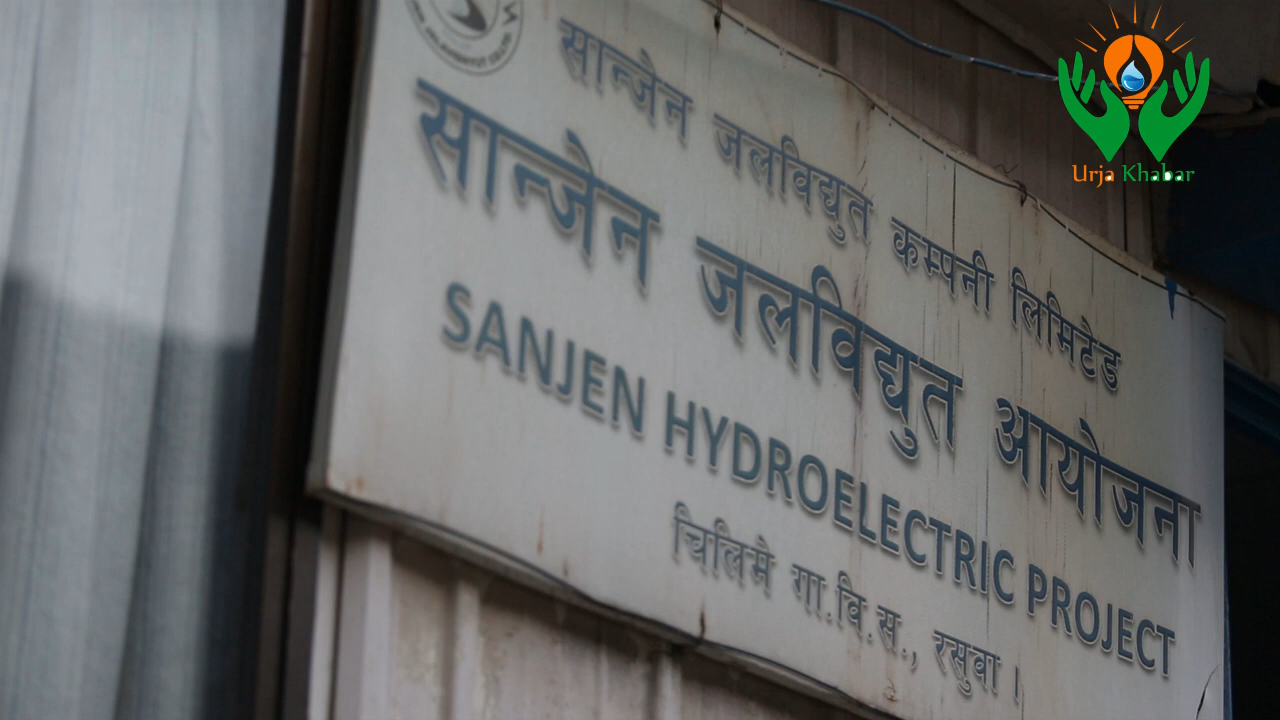 सान्जेन जलविद्युत कम्पनी लिमिटेड
सान्जेन जलविद्युत आयोजना
SANJEN HYDROELECTRIC PROJECT
चिलिमे गा.वि.स., रसुवा ।
Urja Khabar